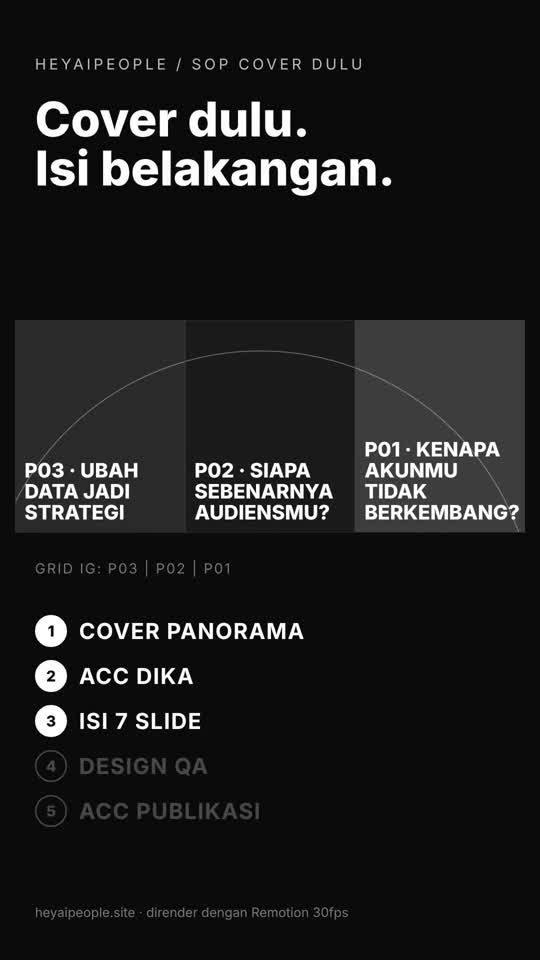 HEYAIPEOPLE / SOP COVER DULU
Cover dulu.
Isi belakangan.
P03 · UBAH
DATA JADI
STRATEGI
P02 · SIAPA
SEBENARNYA
AUDIENSMU?
P01 · KENAPA
AKUNMU
TIDAK
BERKEMBANG?
GRID IG: P03 | P02 | P01
1 COVER PANORAMA
2 ACC DIKA
3 ISI 7 SLIDE
4 DESIGN QA
5 ACC PUBLIKASI
heyaipeople.site · dirender dengan Remotion 30fps